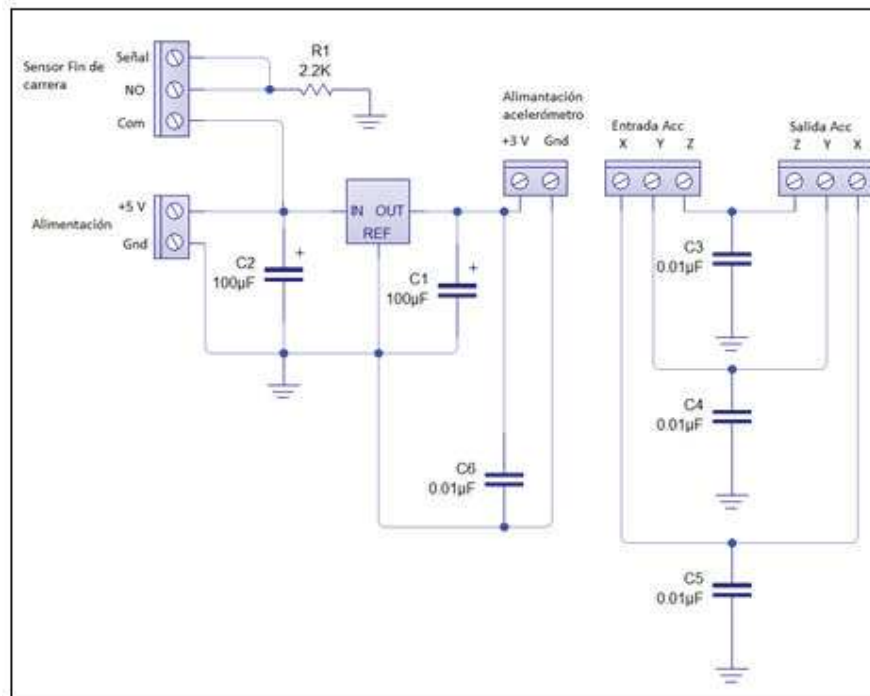 Sensor Fin de
carrera
Señal
NO
Com
R1
2.2K
Alimentación
+5 V
Gnd
IN OUT
REF
C2
100µF
+
C1
100µF
+
Alimantación
acelerómetro
+3 V Gnd
C6
0.01µF
Entrada Acc
X Y Z
Salida Acc
Z Y X
C3
0.01µF
C4
0.01µF
C5
0.01µF